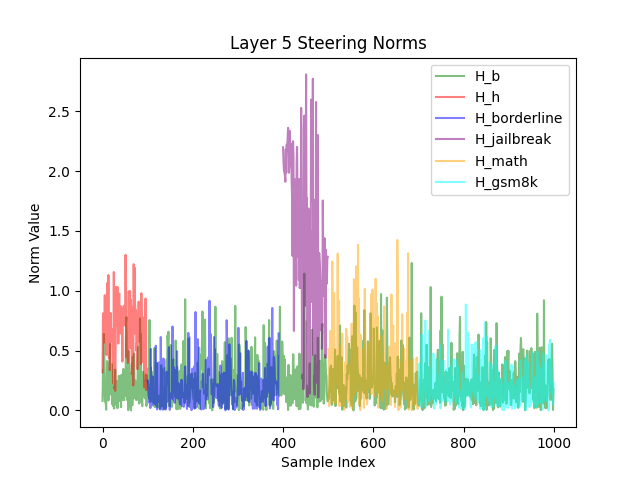 Layer 5 Steering Norms
H_b
H_h
H_borderline
H_jailbreak
H_math
H_gsm8k
Norm Value
2.5
2.0
1.5
1.0
0.5
0.0
0
200
400
600
800
1000
Sample Index